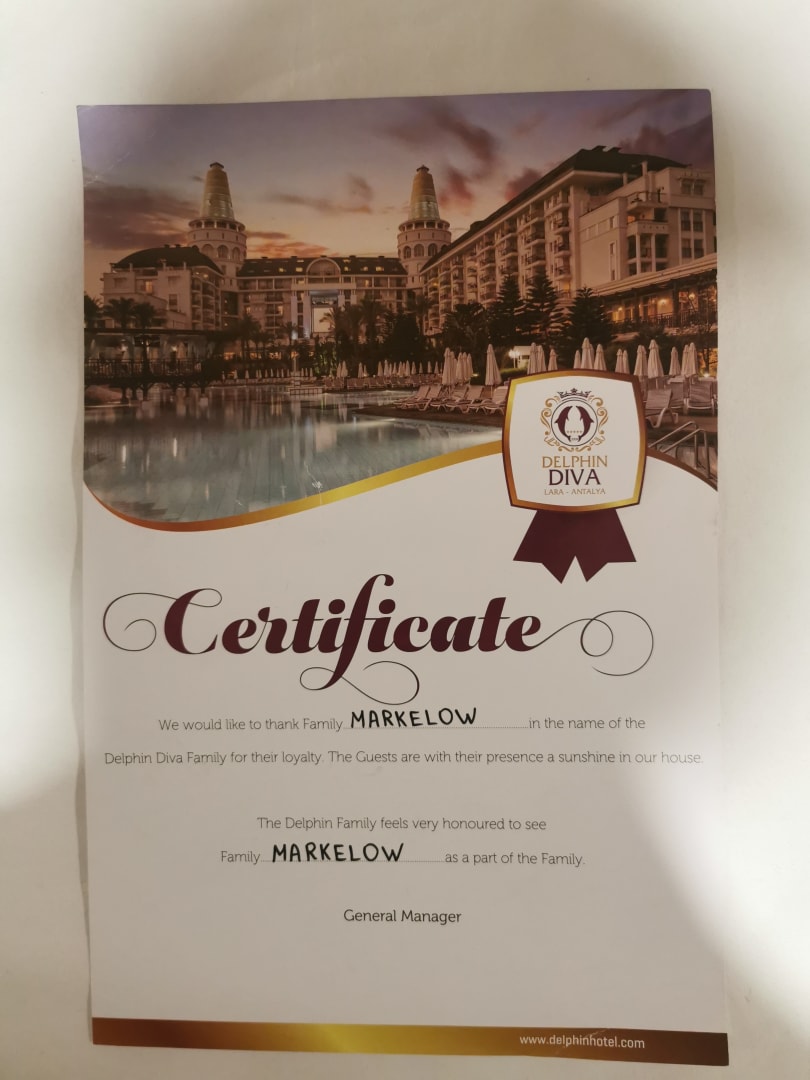 DELPHIN
DIVA
LARA - ANTALYA
Certificate
We would like to thank Family MARKELOW in the name of the
Delphin Diva Family for their loyalty. The Guests are with their presence a sunshine in our house.
The Delphin Family feels very honoured to see
Family MARKELOW as a part of the Family.
General Manager
www.delphinhotel.com